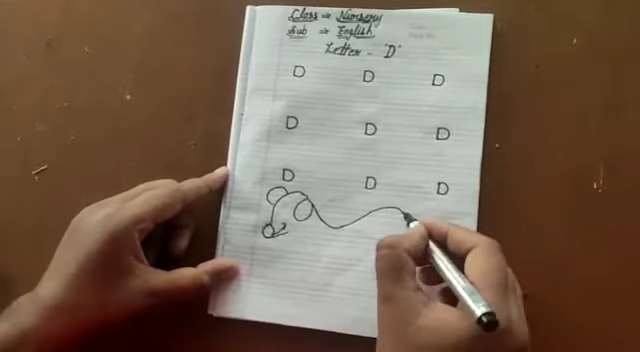 Class ⇒ Nursery
Sub ⇒ English
Letter - 'D'
D D D
D D D
D D D